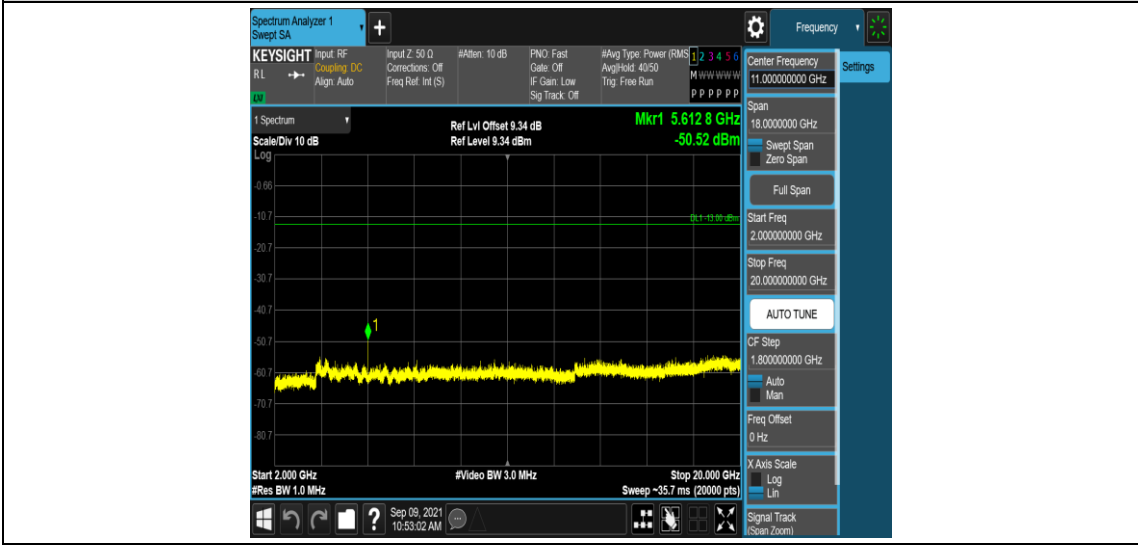 Spectrum Analyzer 1
Swept SA
Frequency
KEYSIGHT
RL
LNI
Input: RF
Coupling: DC
Align: Auto
Input Z: 50 Ω
Corrections: Off
Freq Ref: Int (S)
#Atten: 10 dB
PNO: Fast
Gate: Off
IF Gain: Low
Sig Track: Off
#Avg Type: Power (RMS
Avg|Hold: 40/50
Trig: Free Run
1 2 3 4 5 6
M W W W W W
P P P P P P
1 Spectrum
Scale/Div 10 dB
Ref Lvl Offset 9.34 dB
Ref Level 9.34 dBm
Mkr1 5.612 8 GHz
-50.52 dBm
Log
-0.66
-10.7
DL1 -13.00 dBm
-20.7
-30.7
-40.7
1
-50.7
-60.7
-70.7
-80.7
Start 2.000 GHz
#Res BW 1.0 MHz
#Video BW 3.0 MHz
Stop 20.000 GHz
Sweep ~35.7 ms (20000 pts)
Sep 09, 2021
10:53:02 AM
Center Frequency
11.000000000 GHz
Settings
Span
18.0000000 GHz
Swept Span
Zero Span
Full Span
Start Freq
2.000000000 GHz
Stop Freq
20.000000000 GHz
AUTO TUNE
CF Step
1.800000000 GHz
Auto
Man
Freq Offset
0 Hz
X Axis Scale
Log
Lin
Signal Track
(Span Zoom)